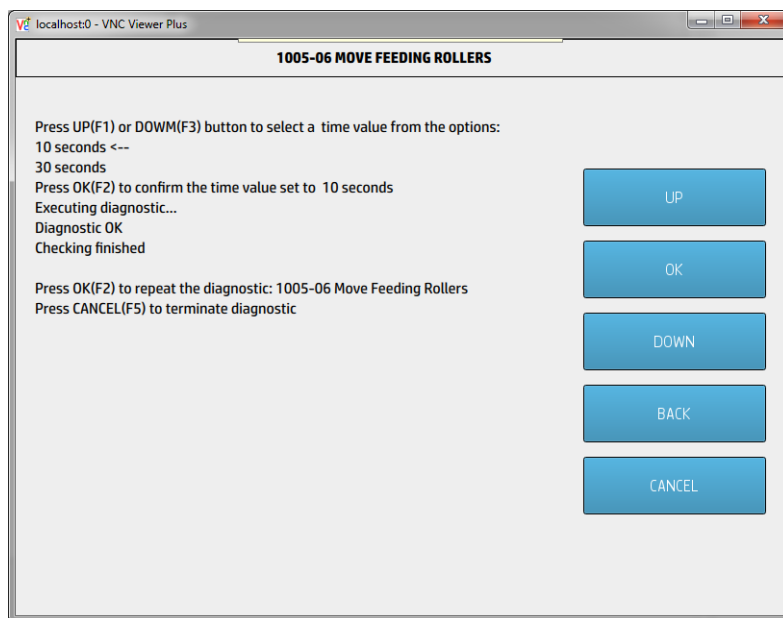 localhost:0 - VNC Viewer Plus
1005-06 MOVE FEEDING ROLLERS
Press UP(F1) or DOWM(F3) button to select a time value from the options:
10 seconds <--
30 seconds
Press OK(F2) to confirm the time value set to 10 seconds
Executing diagnostic...
Diagnostic OK
Checking finished
Press OK(F2) to repeat the diagnostic: 1005-06 Move Feeding Rollers
Press CANCEL(F5) to terminate diagnostic
UP
OK
DOWN
BACK
CANCEL